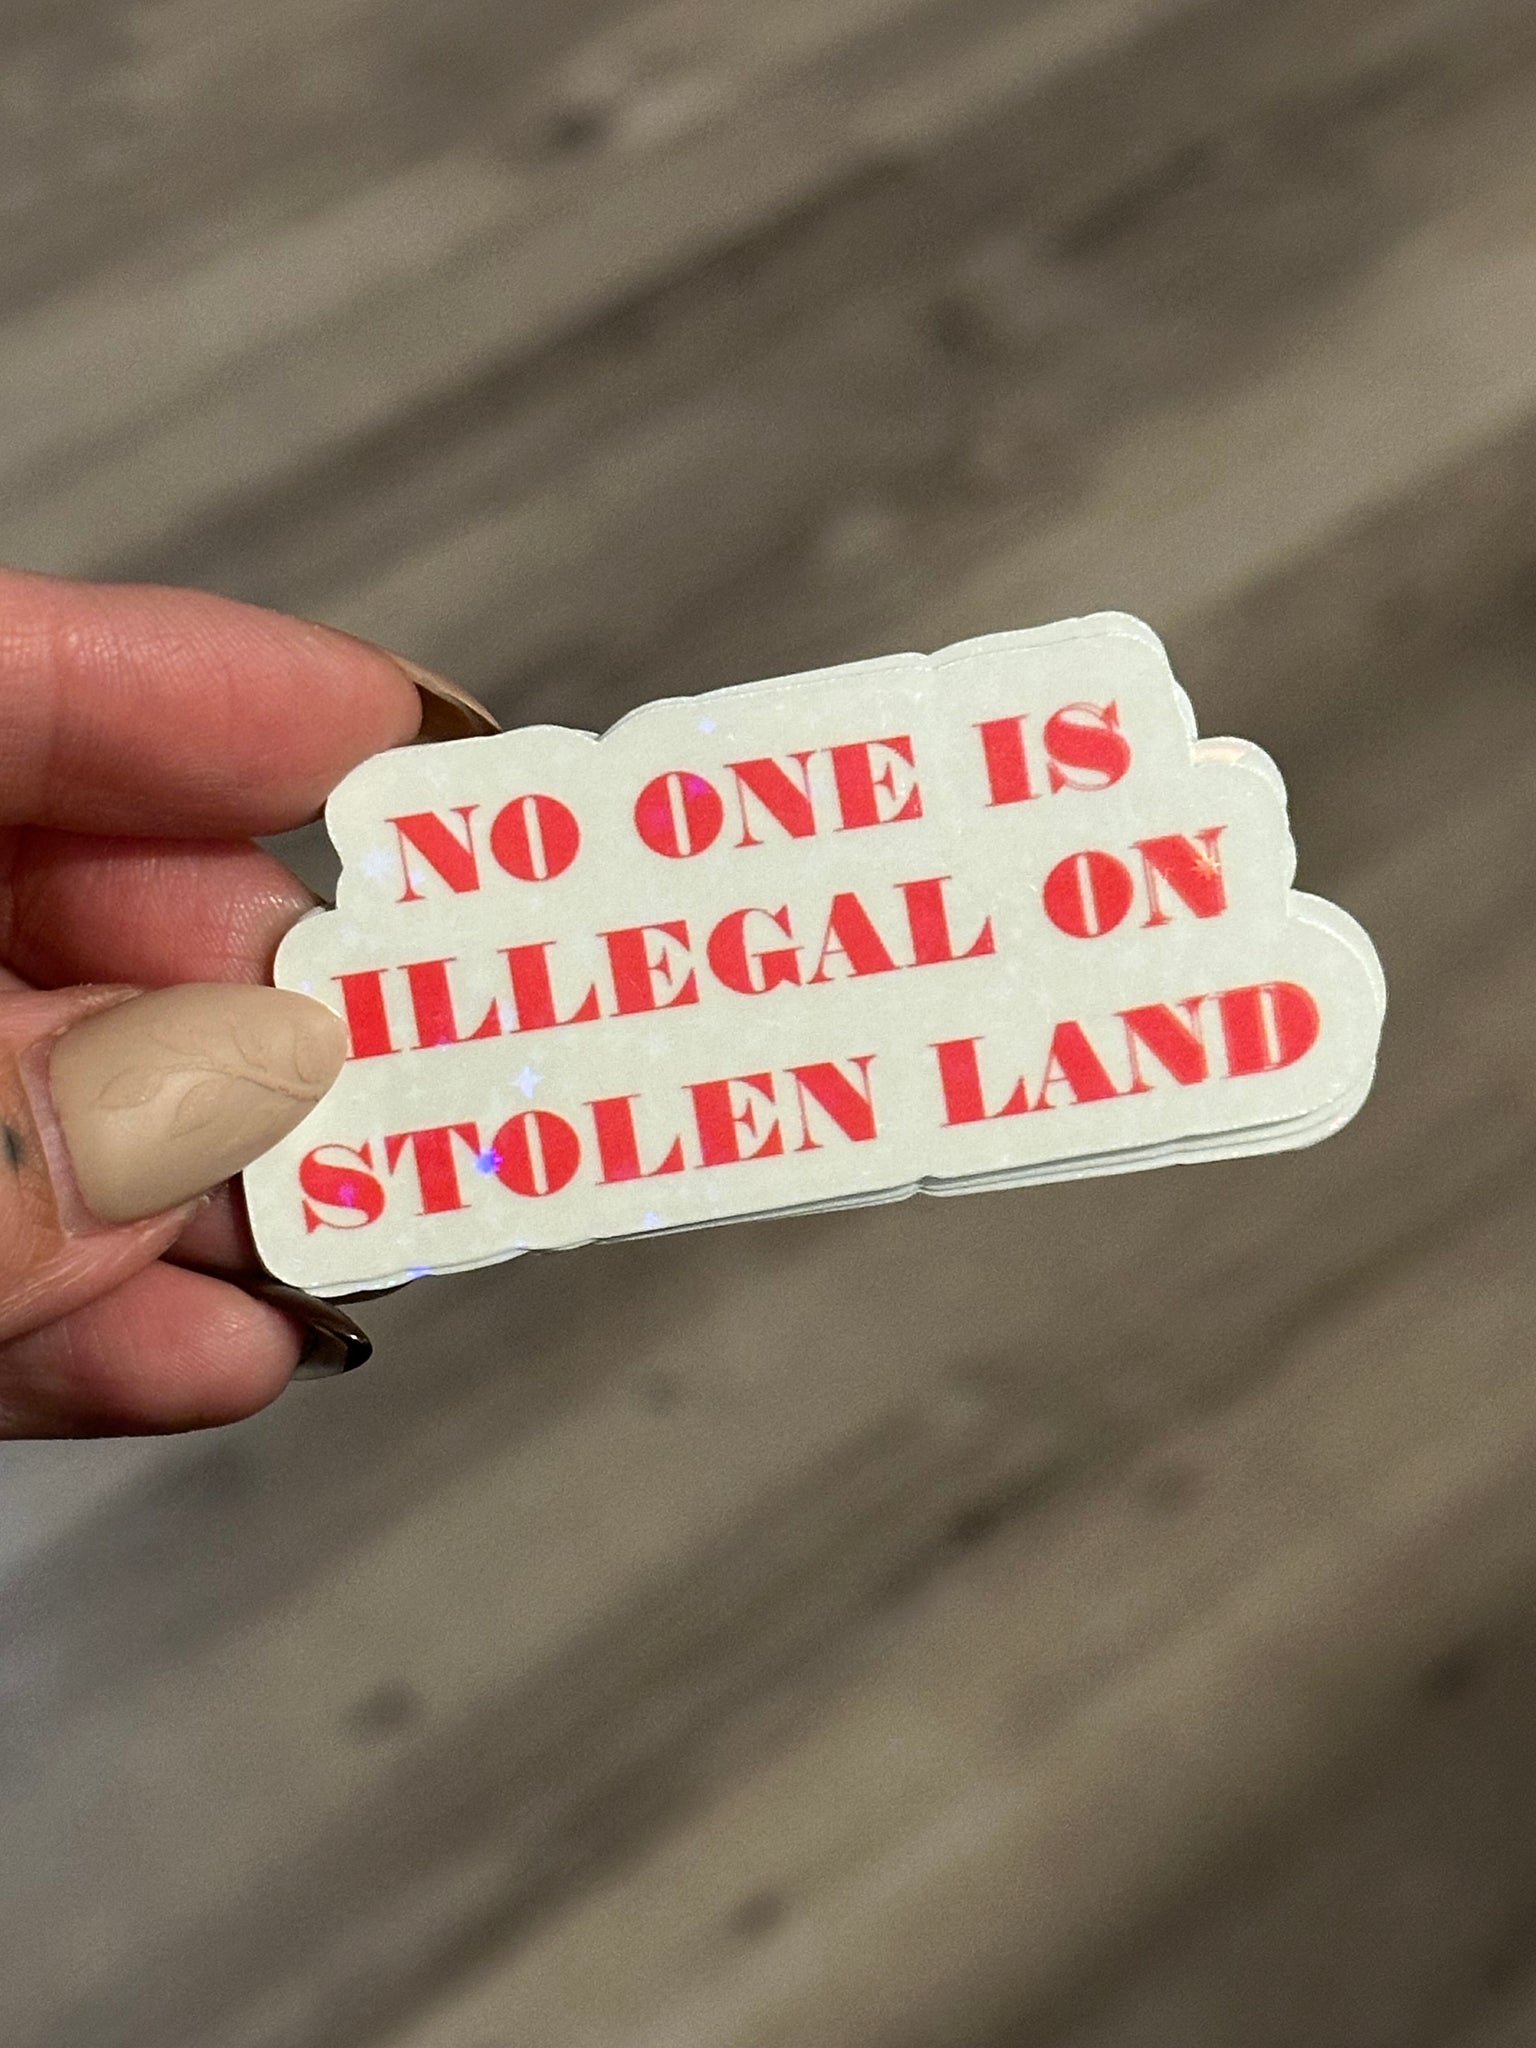 NO ONE IS
ILLEGAL ON
STOLEN LAND